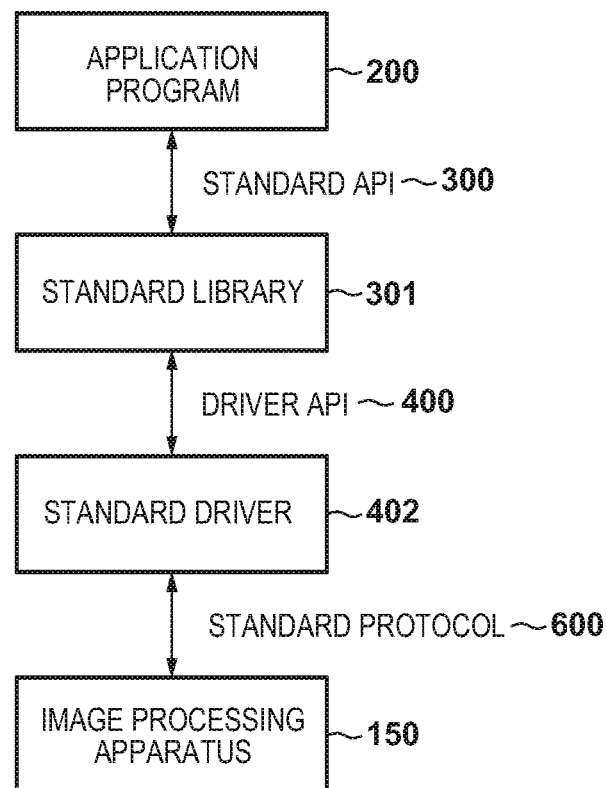 APPLICATION
PROGRAM
200
STANDARD API 300
STANDARD LIBRARY 301
DRIVER API 400
STANDARD DRIVER 402
STANDARD PROTOCOL 600
IMAGE PROCESSING
APPARATUS
150